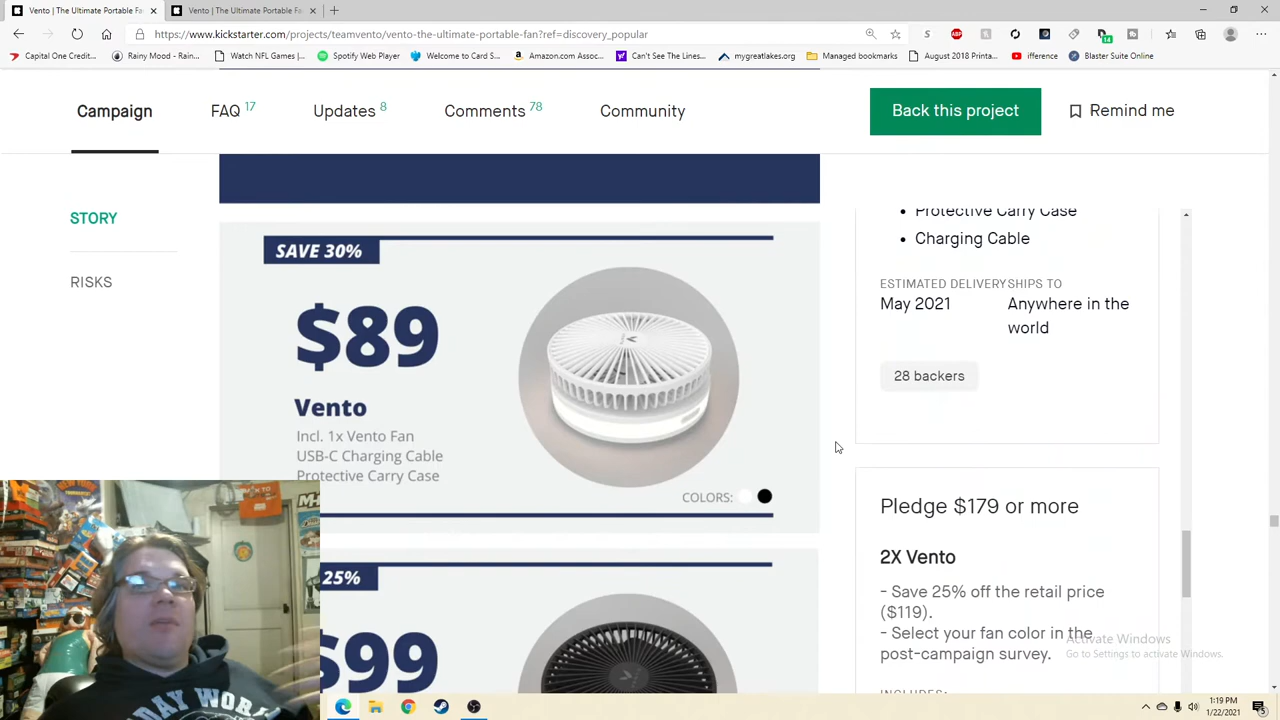 Vento | The Ultimate Portable Fa
Vento | The Ultimate Portable Fan
https://www.kickstarter.com/projects/teamvento/vento-the-ultimate-portable-fan?ref=discovery_popular
Capital One Credit...
Rainy Mood - Rain...
Watch NFL Games |...
Spotify Web Player
Welcome to Card S...
Amazon.com Assoc...
Can't See The Lines...
mygreatlakes.org
Managed bookmarks
August 2018 Printa...
ifference
Blaster Suite Online
Campaign
FAQ 17
Updates 8
Comments 78
Community
Back this project
Remind me
STORY
RISKS
SAVE 30%
$89
Vento
Incl. 1x Vento Fan
USB-C Charging Cable
Protective Carry Case
COLORS:
25%
$99
Protective Carry Case
Charging Cable
ESTIMATED DELIVERY
May 2021
SHIPS TO
Anywhere in the
world
28 backers
Pledge $179 or more
2X Vento
- Save 25% off the retail price
($119).
- Select your fan color in the
post-campaign survey.
INCLUDES:
Activate Windows
Go to Settings to activate Windows.
1:19 PM
1/22/2021